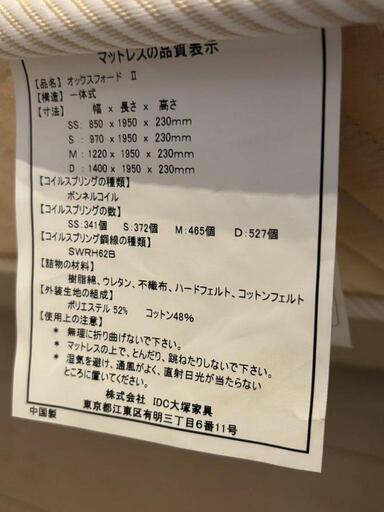 マットレスの品質表示
【品名】 オックスフォード Ⅱ
【構造】 一体式
【寸法】 幅 x 長さ x 高さ
SS: 850 x 1950 x 230mm
S: 970 x 1950 x 230mm
M: 1220 x 1950 x 230mm
D: 1400 x 1950 x 230mm
【コイルスプリングの種類】
ボンネルコイル
【コイルスプリングの数】
SS:341個 S:372個 M:465個 D:527個
【コイルスプリング鋼線の種類】
SWRH62B
【詰物の材料】
樹脂綿、ウレタン、不織布、ハードフェルト、コットンフェルト
【外装生地の組成】
ポリエステル 52% コットン48%
【使用上の注意】
* 無理に折り曲げないで下さい。
* マットレスの上で、とんだり、跳ねたりしないで下さい。
* 湿気を避け、通風がよく、直射日光が当たらない
ところに置いてください。
株式会社 IDC大塚家具
東京都江東区有明三丁目6番11号
中国製